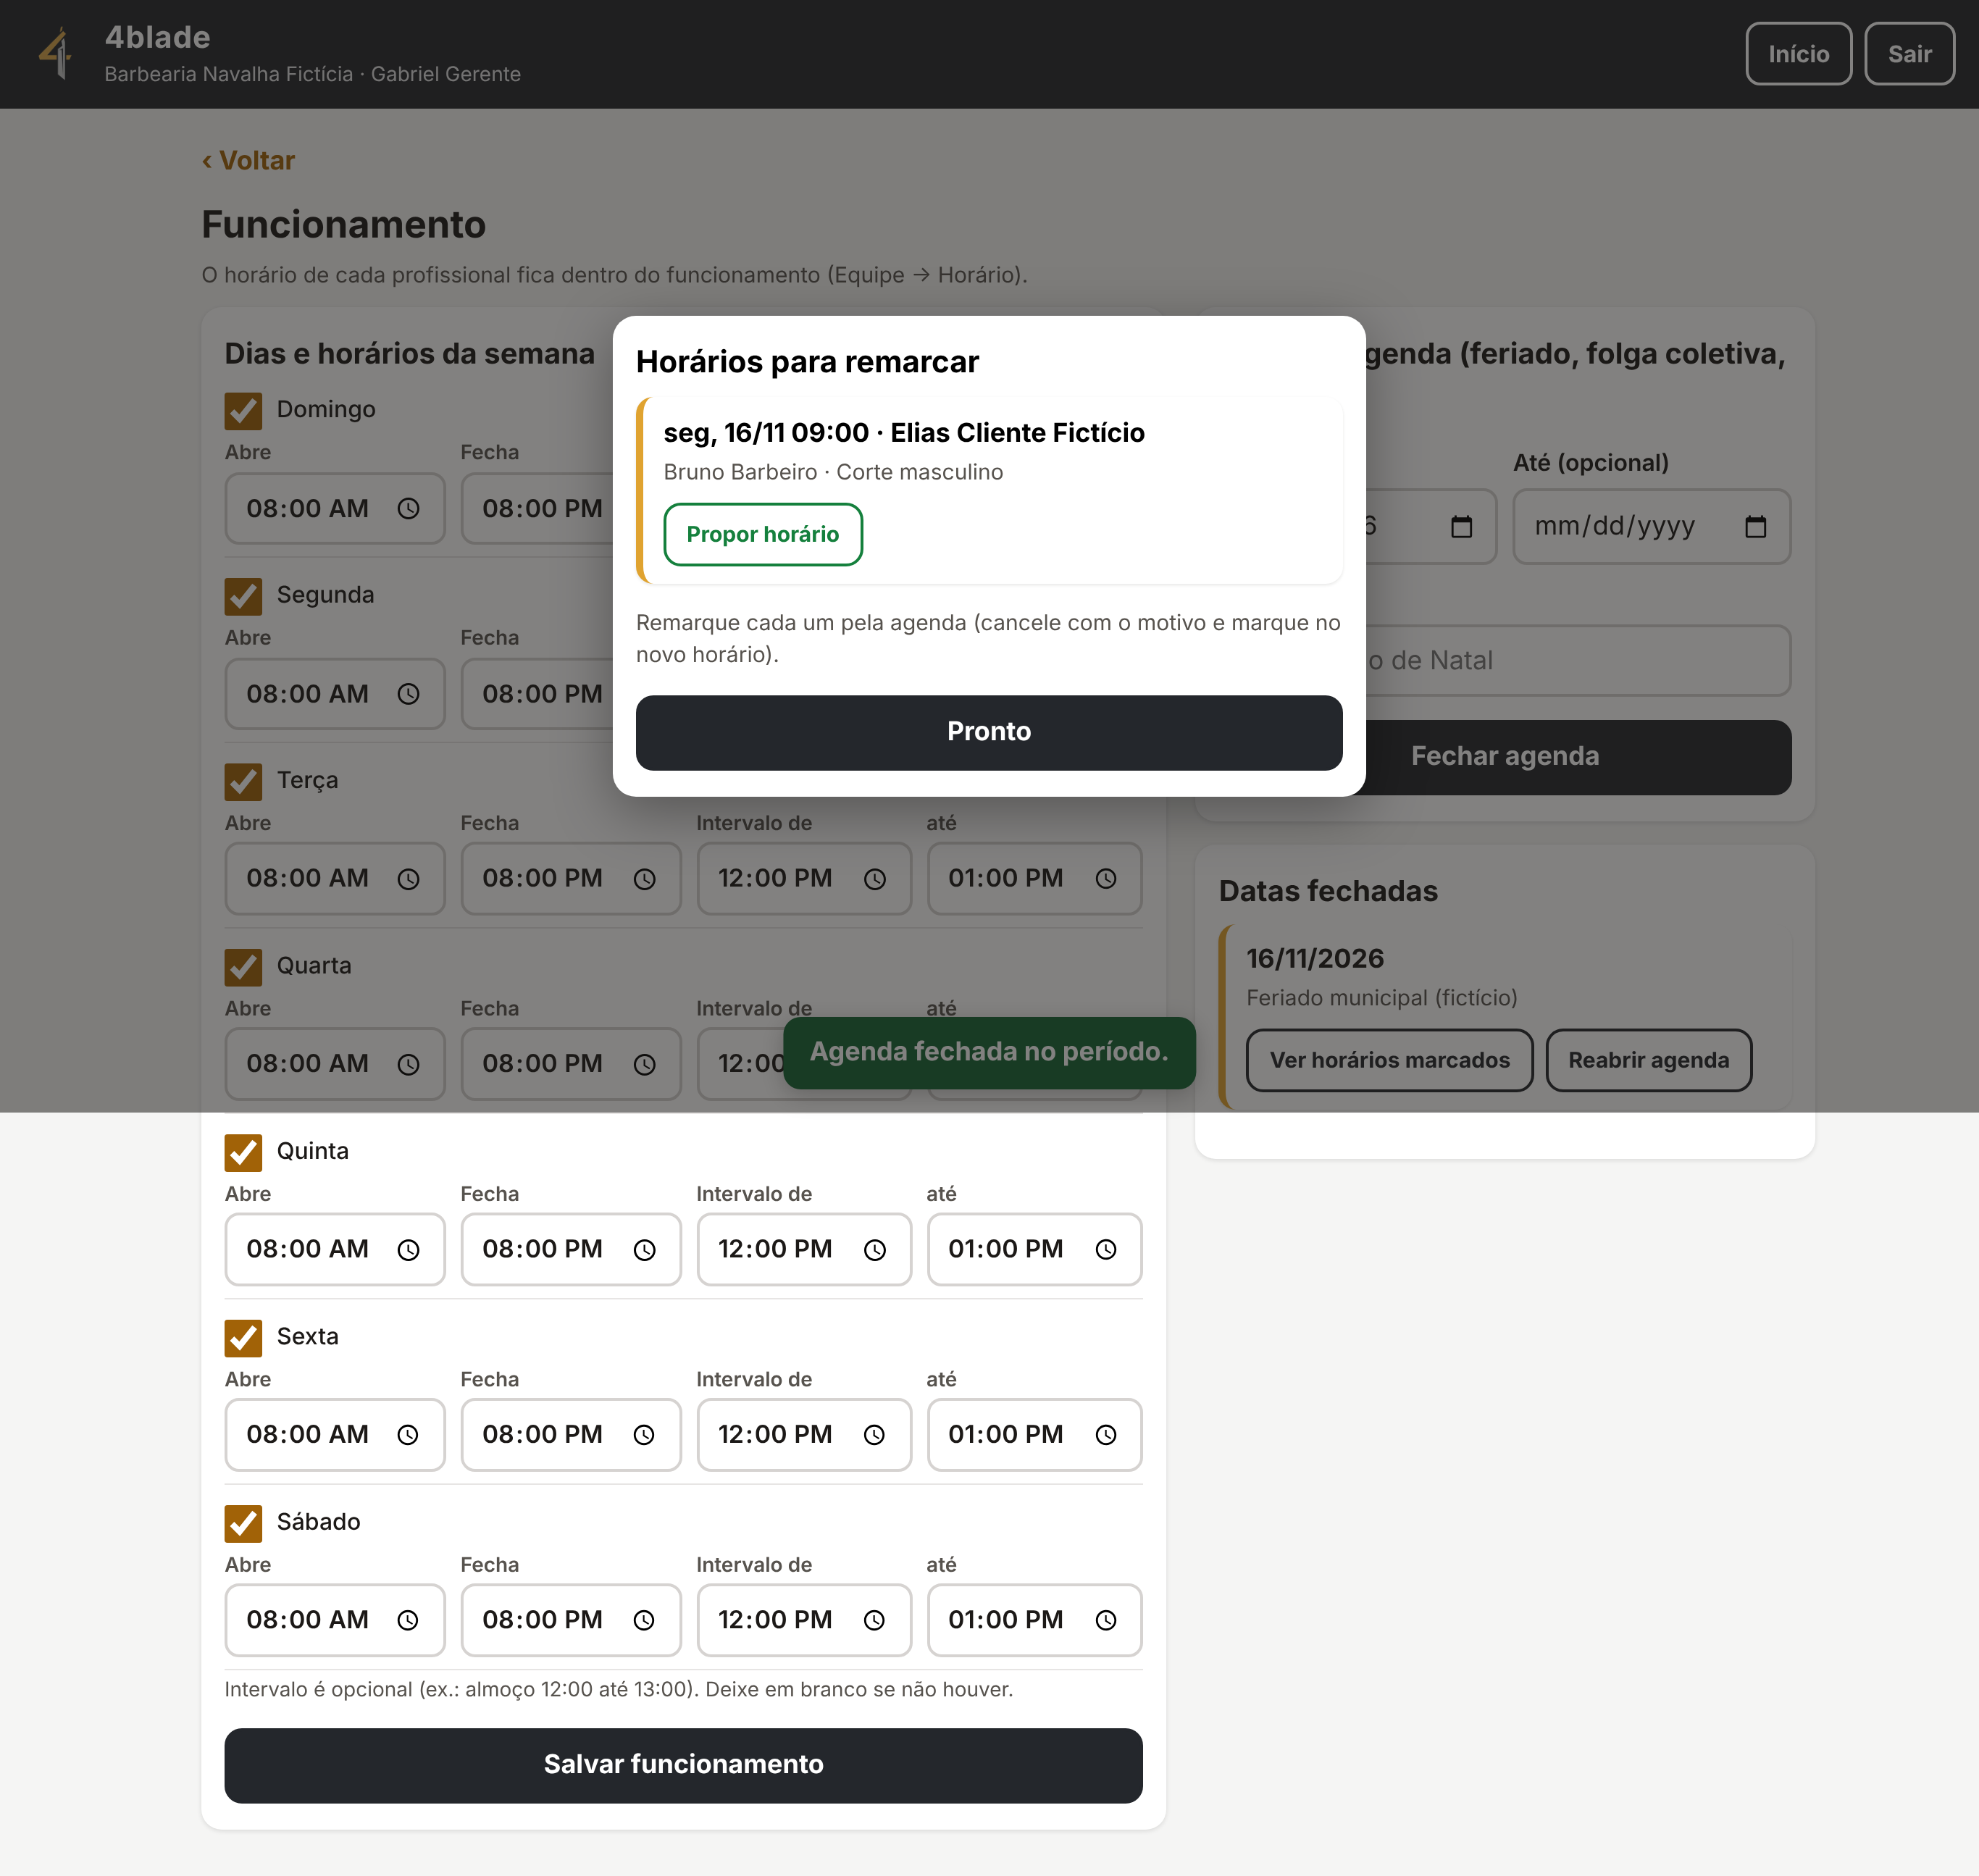 4blade
Barbearia Navalha Fictícia · Gabriel Gerente
Início
Sair
‹ Voltar
Funcionamento
O horário de cada profissional fica dentro do funcionamento (Equipe → Horário).
Dias e horários da semana
Domingo
Abre
Fecha
08:00 AM
08:00 PM
Segunda
Abre
Fecha
08:00 AM
08:00 PM
Terça
Abre
Fecha
Intervalo de
até
08:00 AM
08:00 PM
12:00 PM
01:00 PM
Quarta
Abre
Fecha
Intervalo de
até
08:00 AM
08:00 PM
12:00
Quinta
Abre
Fecha
Intervalo de
até
08:00 AM
08:00 PM
12:00 PM
01:00 PM
Sexta
Abre
Fecha
Intervalo de
até
08:00 AM
08:00 PM
12:00 PM
01:00 PM
Sábado
Abre
Fecha
Intervalo de
até
08:00 AM
08:00 PM
12:00 PM
01:00 PM
Intervalo é opcional (ex.: almoço 12:00 até 13:00). Deixe em branco se não houver.
Salvar funcionamento
Horários para remarcar
seg, 16/11 09:00 · Elias Cliente Fictício
Bruno Barbeiro · Corte masculino
Propor horário
Remarque cada um pela agenda (cancele com o motivo e marque no
novo horário).
Pronto
genda (feriado, folga coletiva,
Até (opcional)
6
mm/dd/yyyy
o de Natal
Fechar agenda
Datas fechadas
16/11/2026
Feriado municipal (fictício)
Ver horários marcados
Reabrir agenda
Agenda fechada no período.